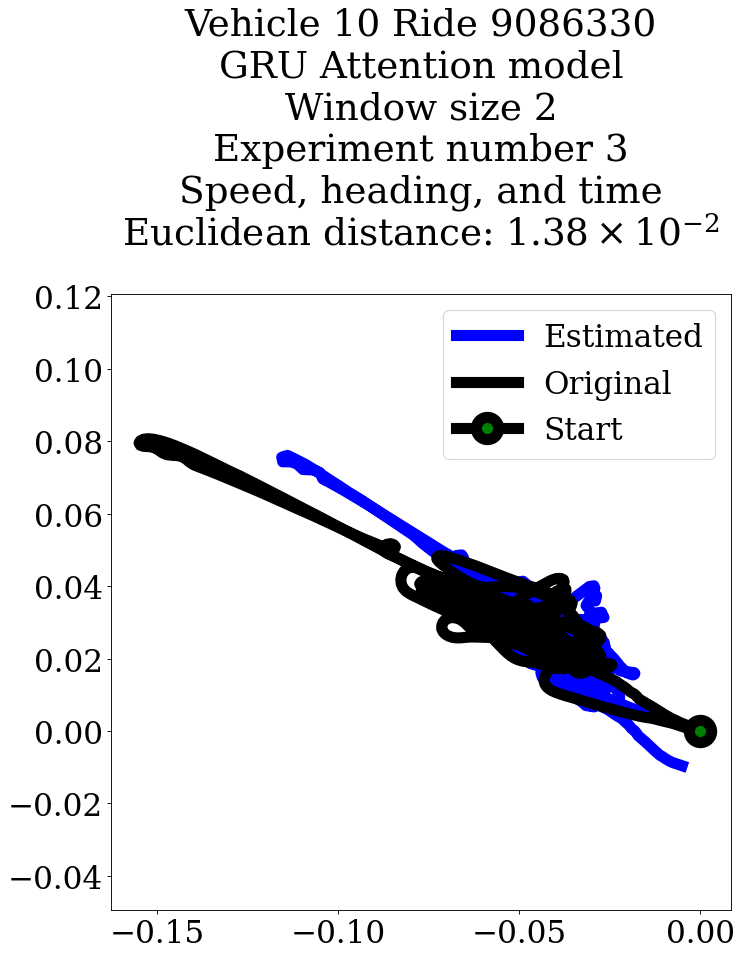 Vehicle 10 Ride 9086330
GRU Attention model
Window size 2
Experiment number 3
Speed, heading, and time
Euclidean distance: 1.38 × 10⁻²
0.12
0.10
0.08
0.06
0.04
0.02
0.00
−0.02
−0.04
Estimated
Original
Start
−0.15
−0.10
−0.05
0.00